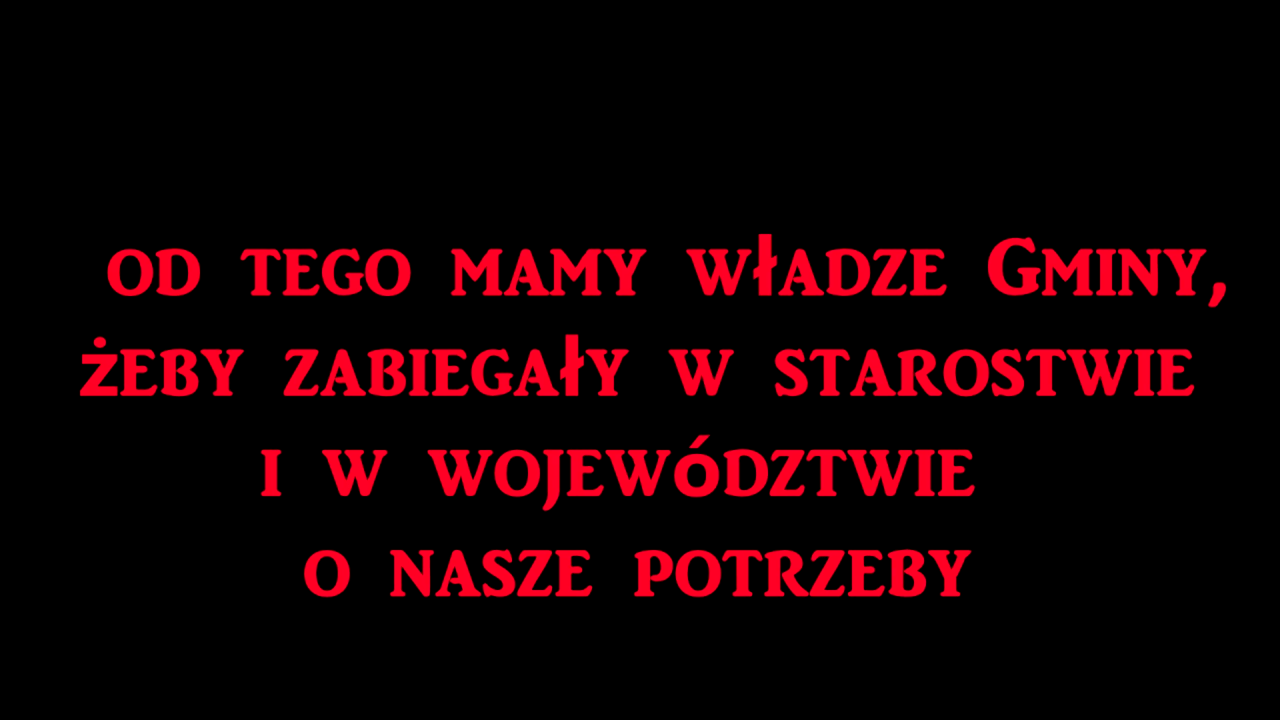 od tego mamy władze Gminy,
żeby zabiegały w starostwie
i w województwie
o nasze potrzeby